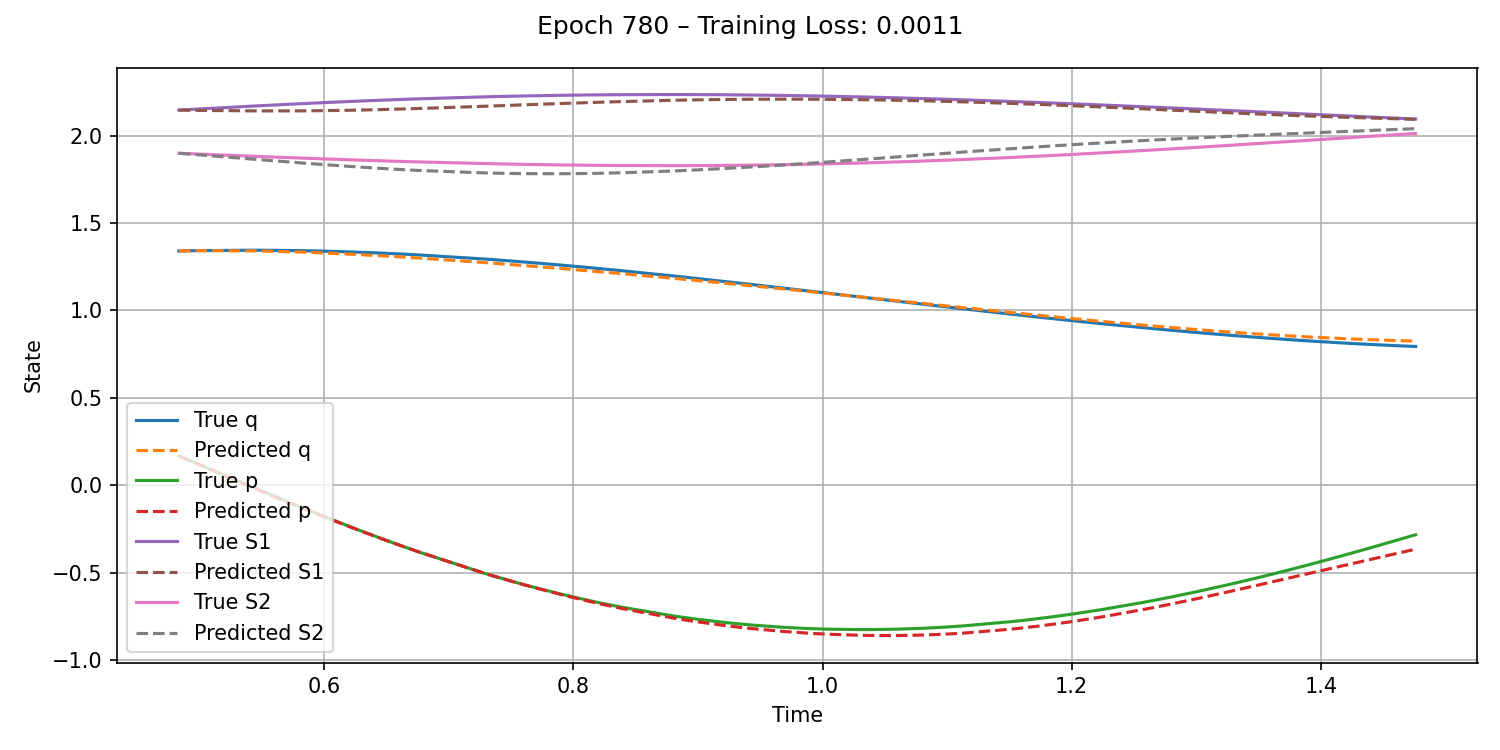 Epoch 780 – Training Loss: 0.0011
State
2.0
1.5
1.0
0.5
0.0
−0.5
−1.0
True q
Predicted q
True p
Predicted p
True S1
Predicted S1
True S2
Predicted S2
0.6 0.8 1.0 1.2 1.4
Time